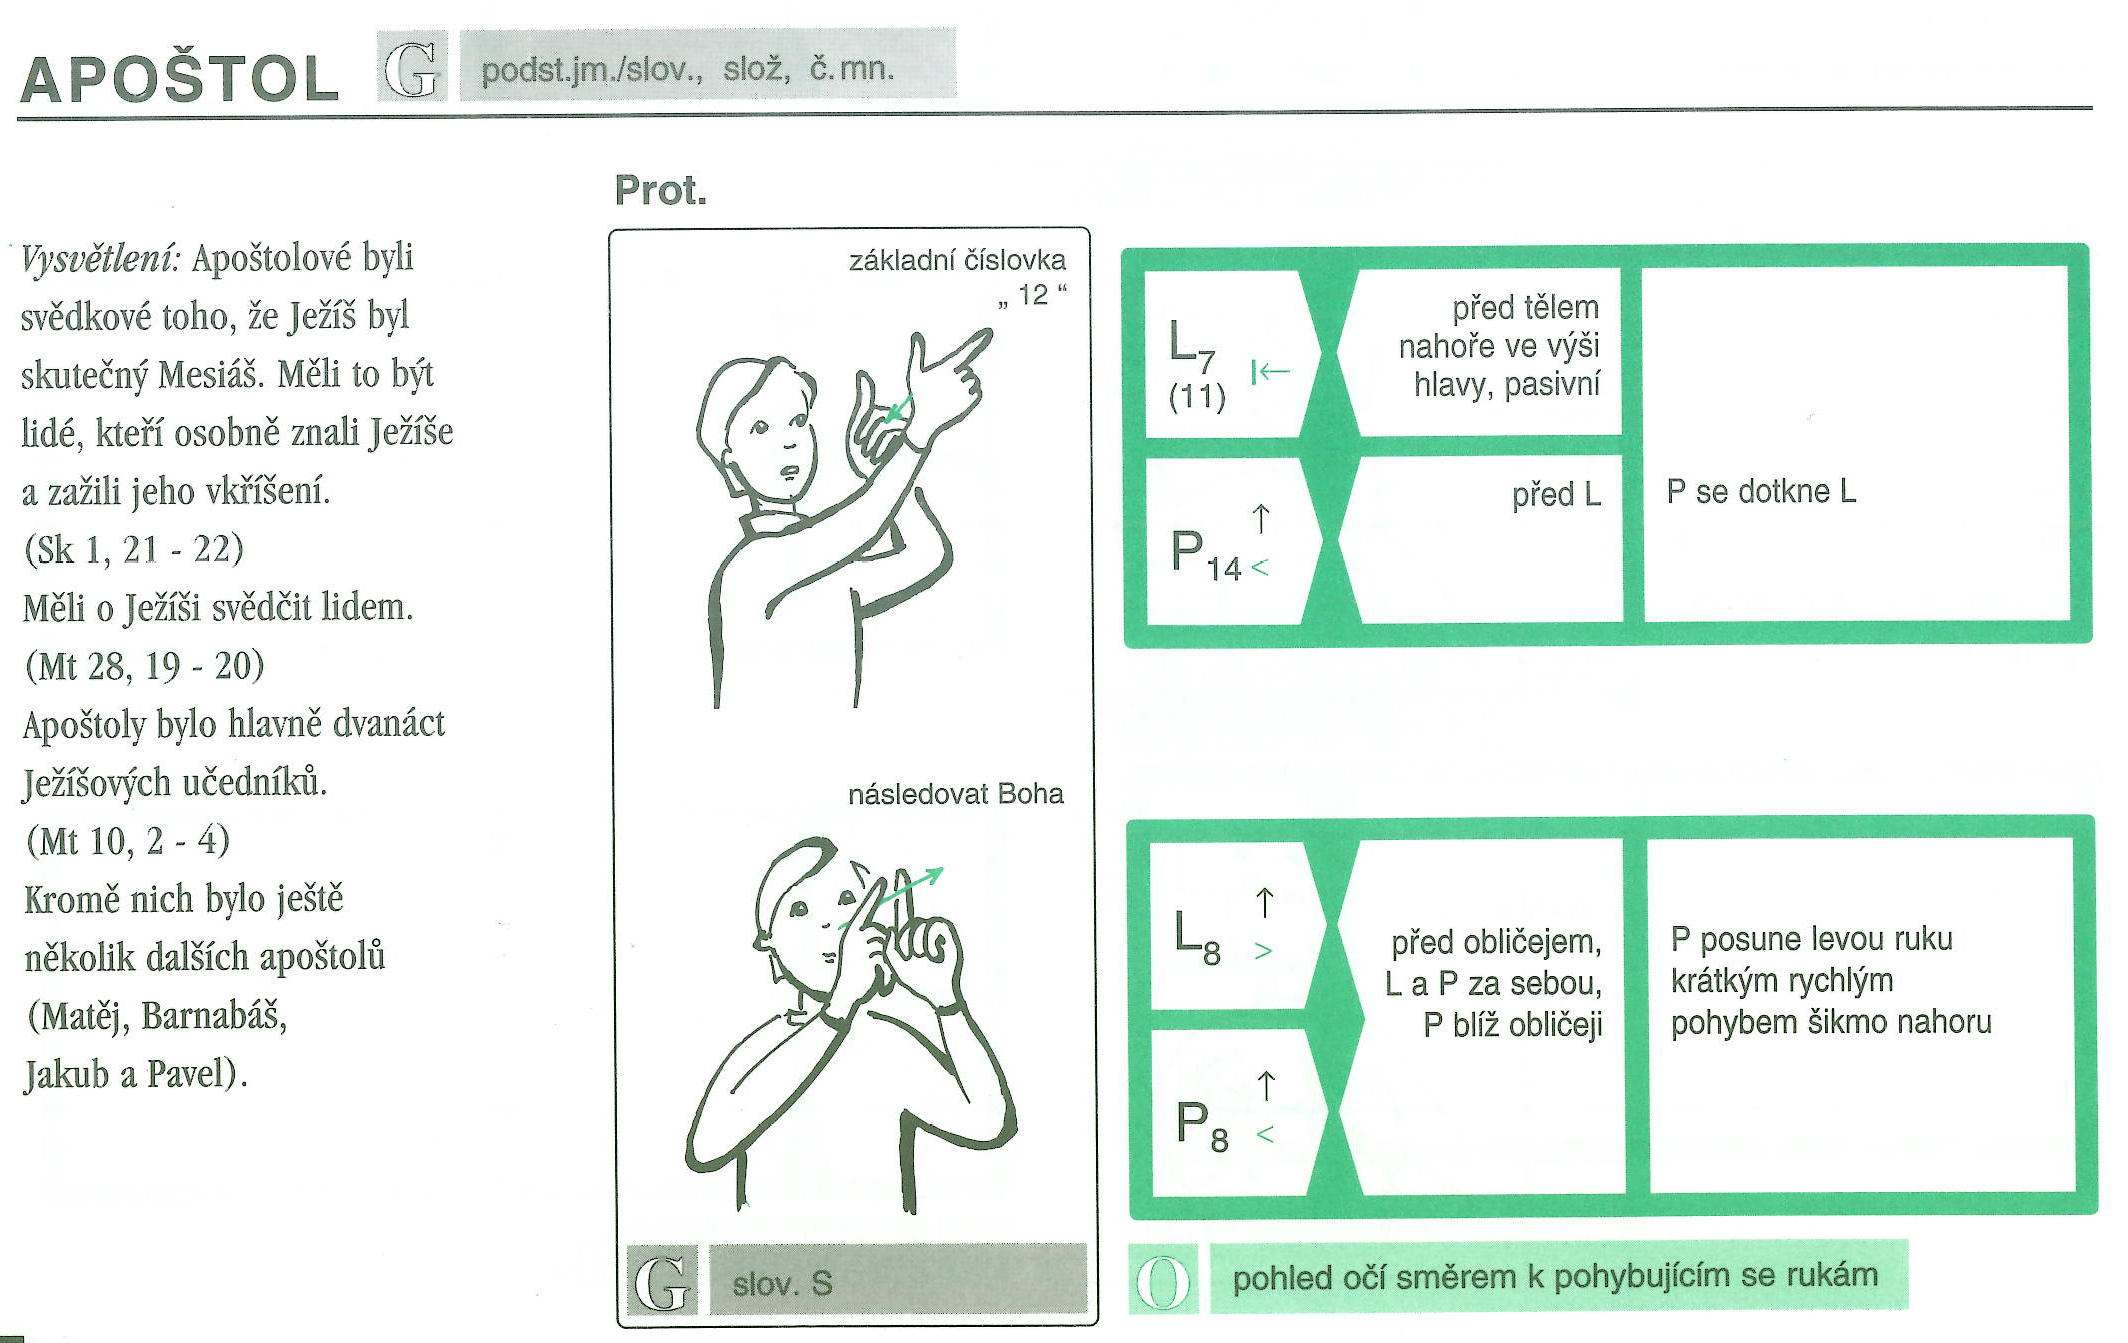 APOŠTOL G podst.jm./slov., slož, č.mn.
Vysvětlení: Apoštolové byli
svědkové toho, že Ježíš byl
skutečný Mesiáš. Měli to být
lidé, kteří osobně znali Ježíše
a zažili jeho vkříšení.
(Sk 1, 21 - 22)
Měli o Ježíši svědčit lidem.
(Mt 28, 19 - 20)
Apoštoly bylo hlavně dvanáct
Ježíšových učedníků.
(Mt 10, 2 - 4)
Kromě nich bylo ještě
několik dalších apoštolů
(Matěj, Barnabáš,
Jakub a Pavel).
Prot.
základní číslovka
„ 12 “
L7
(11)
před tělem
nahoře ve výši
hlavy, pasivní
P14 <
↑
před L
P se dotkne L
následovat Boha
L8 >
↑
P8 <
↑
před obličejem,
L a P za sebou,
P blíž obličeji
P posune levou ruku
krátkým rychlým
pohybem šikmo nahoru
G slov. S
O pohled očí směrem k pohybujícím se rukám